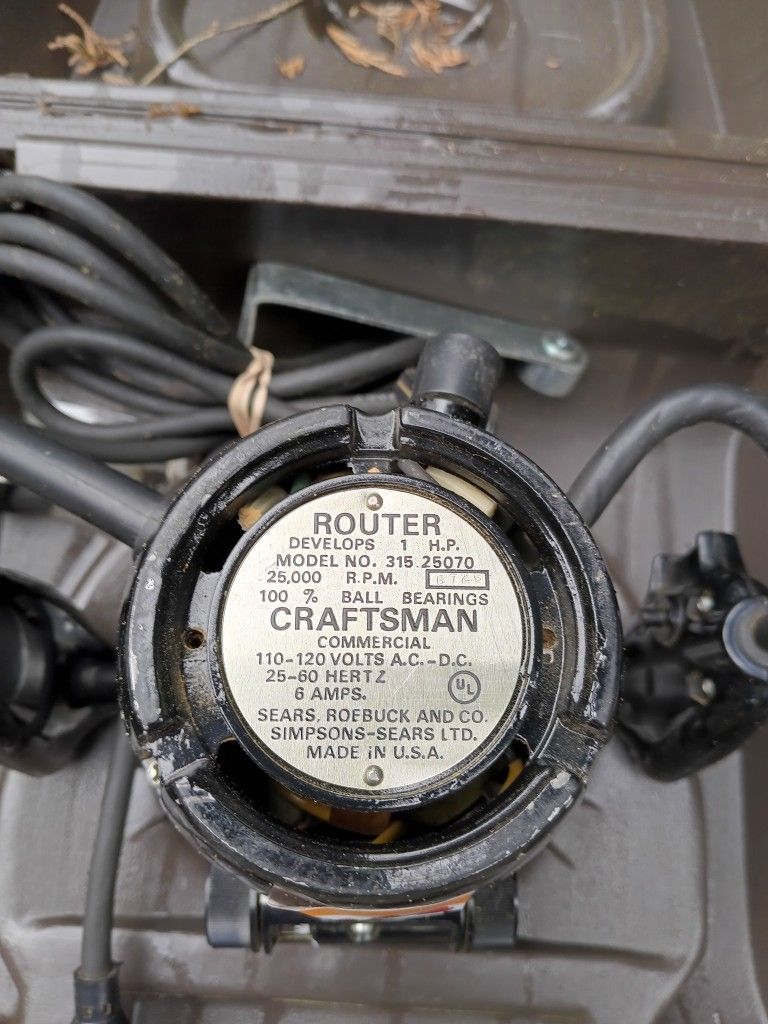 ROUTER
DEVELOPS 1 H.P.
MODEL NO. 315.25070
25,000 R.P.M.
100 % BALL BEARINGS
CRAFTSMAN
COMMERCIAL
110-120 VOLTS A.C.-D.C.
25-60 HERTZ
6 AMPS.
UL
SEARS, ROEBUCK AND CO.
SIMPSONS-SEARS LTD.
MADE IN U.S.A.